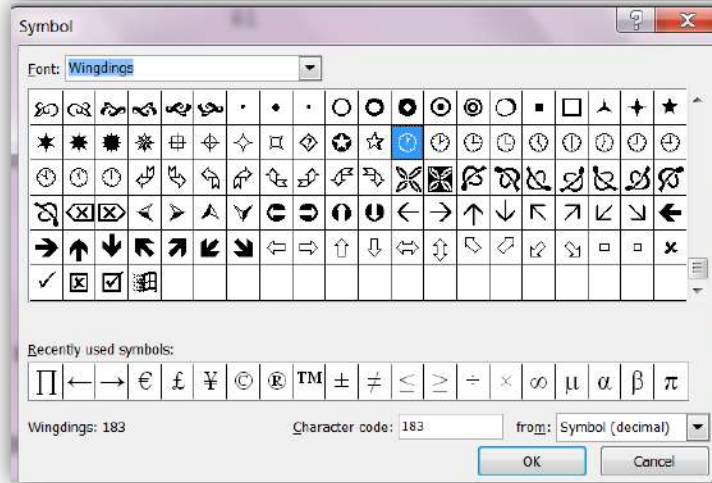 Symbol
Font: Wingdings
Recently used symbols:
∏ ← → € £ ¥ © ® ™ ± ≠ ≤ ≥ ÷ × ∞ µ α β π
Wingdings: 183 Character code: 183 from: Symbol (decimal)
OK Cancel